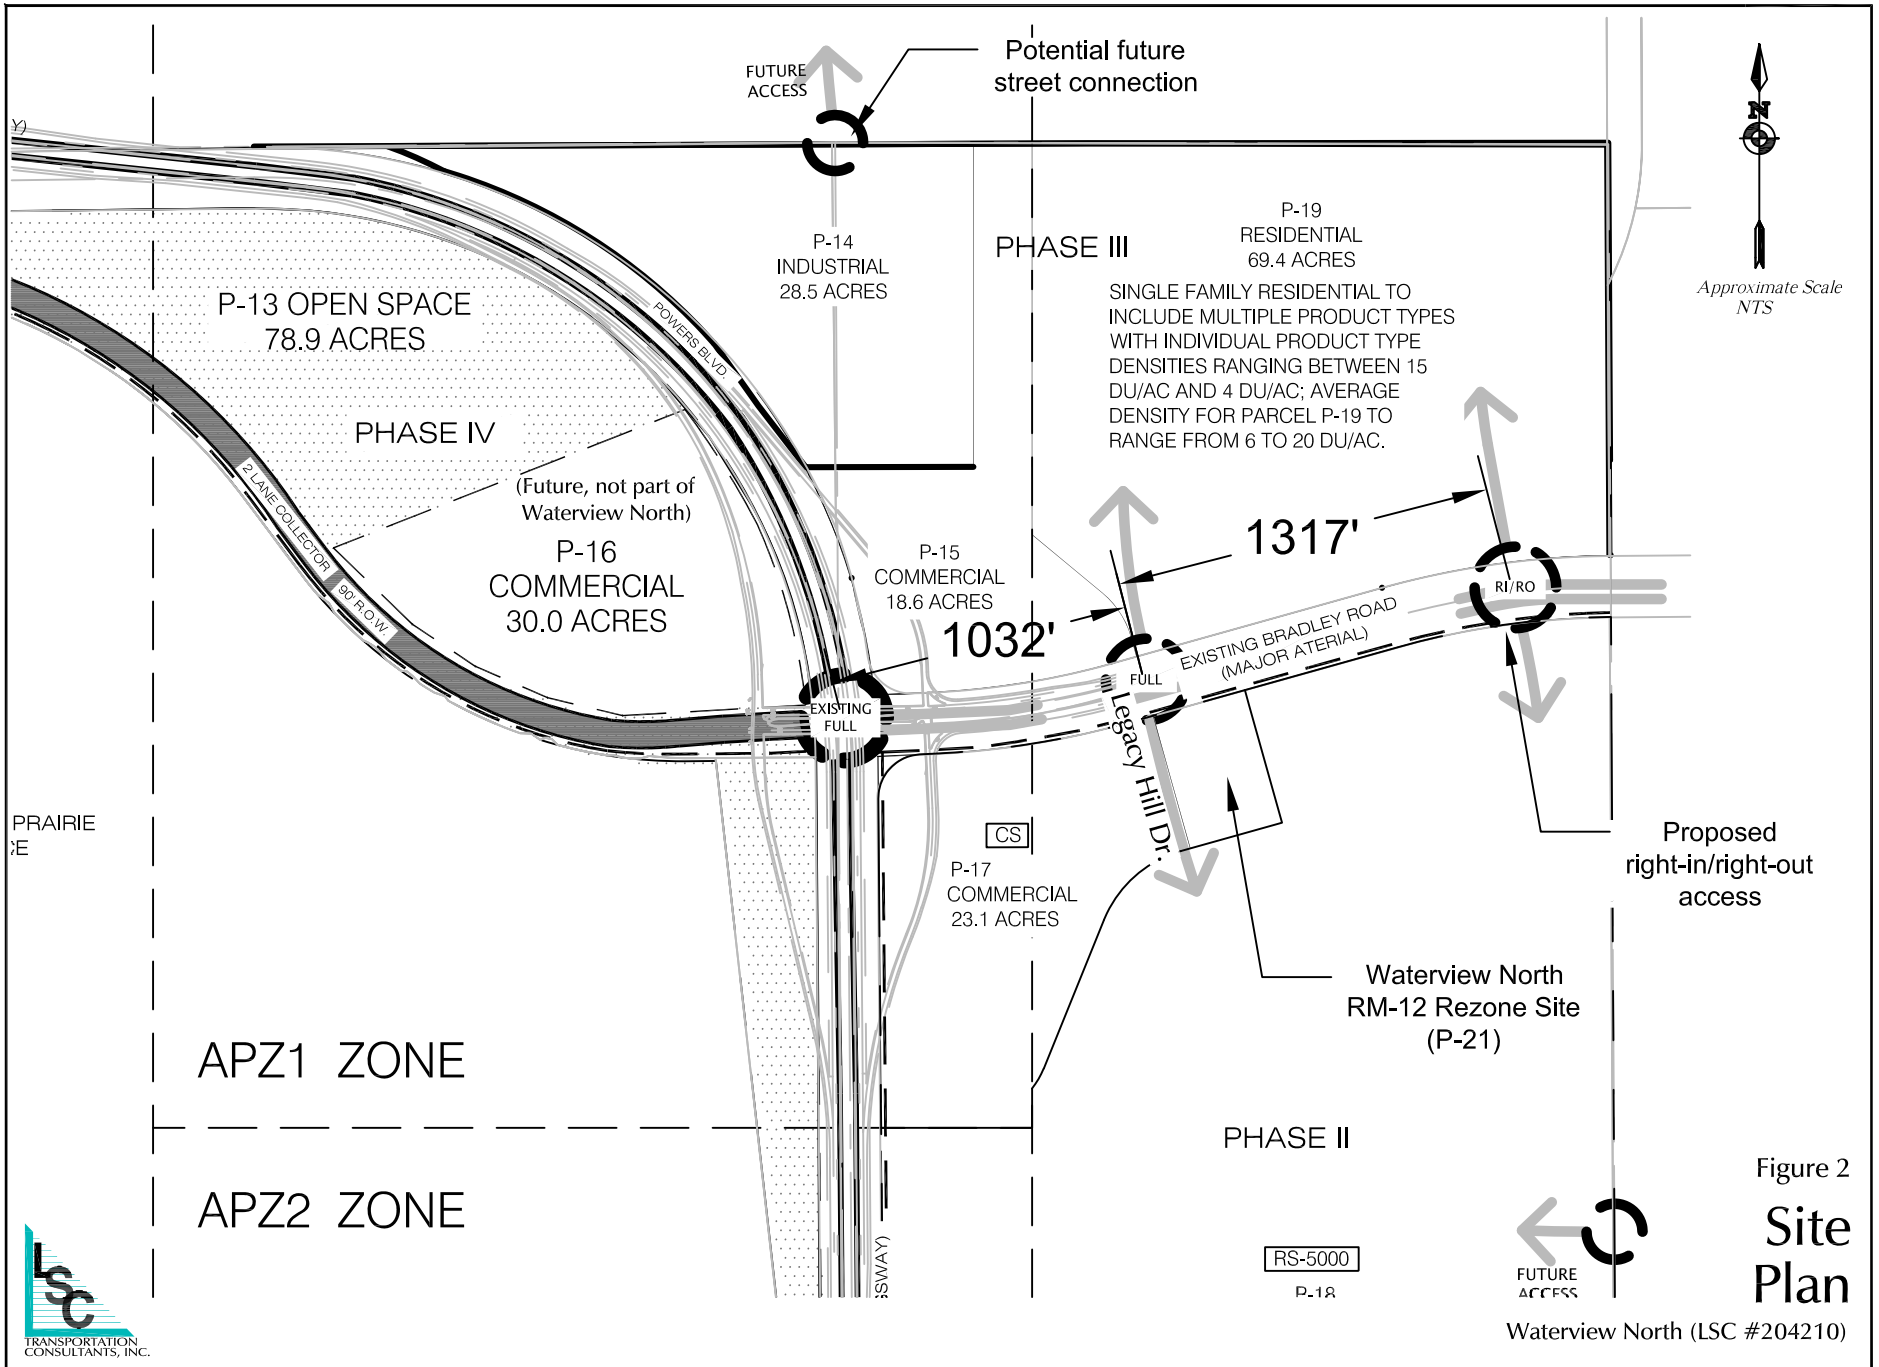 Potential future
street connection
FUTURE
ACCESS
Y)
N
Approximate Scale
NTS
P-14
INDUSTRIAL
28.5 ACRES
PHASE III
P-19
RESIDENTIAL
69.4 ACRES
SINGLE FAMILY RESIDENTIAL TO
INCLUDE MULTIPLE PRODUCT TYPES
WITH INDIVIDUAL PRODUCT TYPE
DENSITIES RANGING BETWEEN 15
DU/AC AND 4 DU/AC; AVERAGE
DENSITY FOR PARCEL P-19 TO
RANGE FROM 6 TO 20 DU/AC.
P-13 OPEN SPACE
78.9 ACRES
POWERS BLVD.
PHASE IV
2 LANE COLLECTOR
90' R.O.W.
(Future, not part of
Waterview North)
P-16
COMMERCIAL
30.0 ACRES
P-15
COMMERCIAL
18.6 ACRES
1032'
1317'
RI/RO
EXISTING BRADLEY ROAD
(MAJOR ATERIAL)
FULL
EXISTING
FULL
Legacy Hill Dr.
PRAIRIE
CE
CS
P-17
COMMERCIAL
23.1 ACRES
Proposed
right-in/right-out
access
Waterview North
RM-12 Rezone Site
(P-21)
APZ1 ZONE
APZ2 ZONE
PHASE II
SSWAY)
RS-5000
P-18
FUTURE
ACCESS
Figure 2
Site
Plan
Waterview North (LSC #204210)
LSC
TRANSPORTATION
CONSULTANTS, INC.